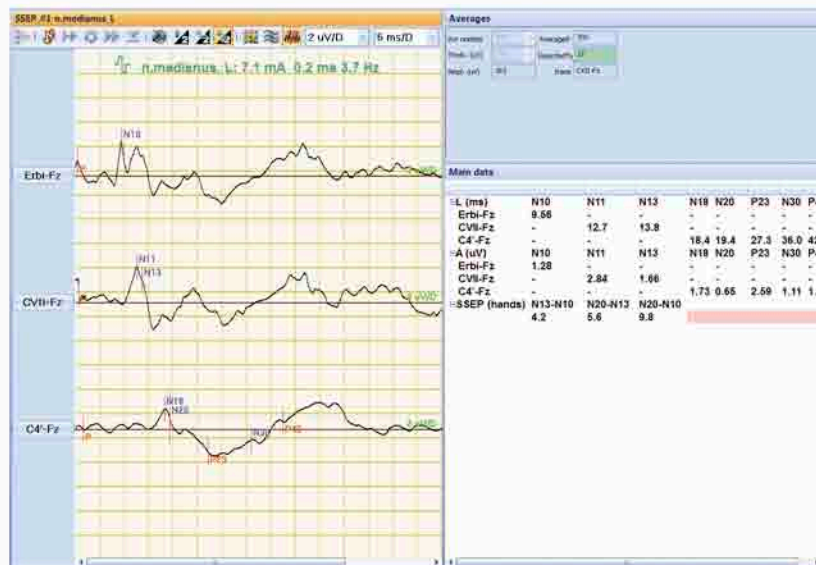 SSEP #1 n.medianus L
2 uV/D 5 ms/D
n.medianus, L: 7.1 mA 0.2 ms 3.7 Hz
N10
Erbi-Fz
N11
N13
CVII-Fz
N18
N20
N30
C4'-Fz
P23
Averages
Averaged
CVII-Fz
Main data
L (ms) N10 N11 N13 N18 N20 P23 N30
Erbi-Fz 9.56 - -
CVII-Fz - 12.7 13.8
C4'-Fz - - - 18.4 19.4 27.3 36.0
A (uV) N10 N11 N13 N18 N20 P23 N30
Erbi-Fz 1.28 - -
CVII-Fz - 2.84 1.66
C4'-Fz - - - 1.73 0.65 2.59 1.11
SSEP (hands) N13-N10 N20-N13 N20-N10
4.2 5.6 9.8